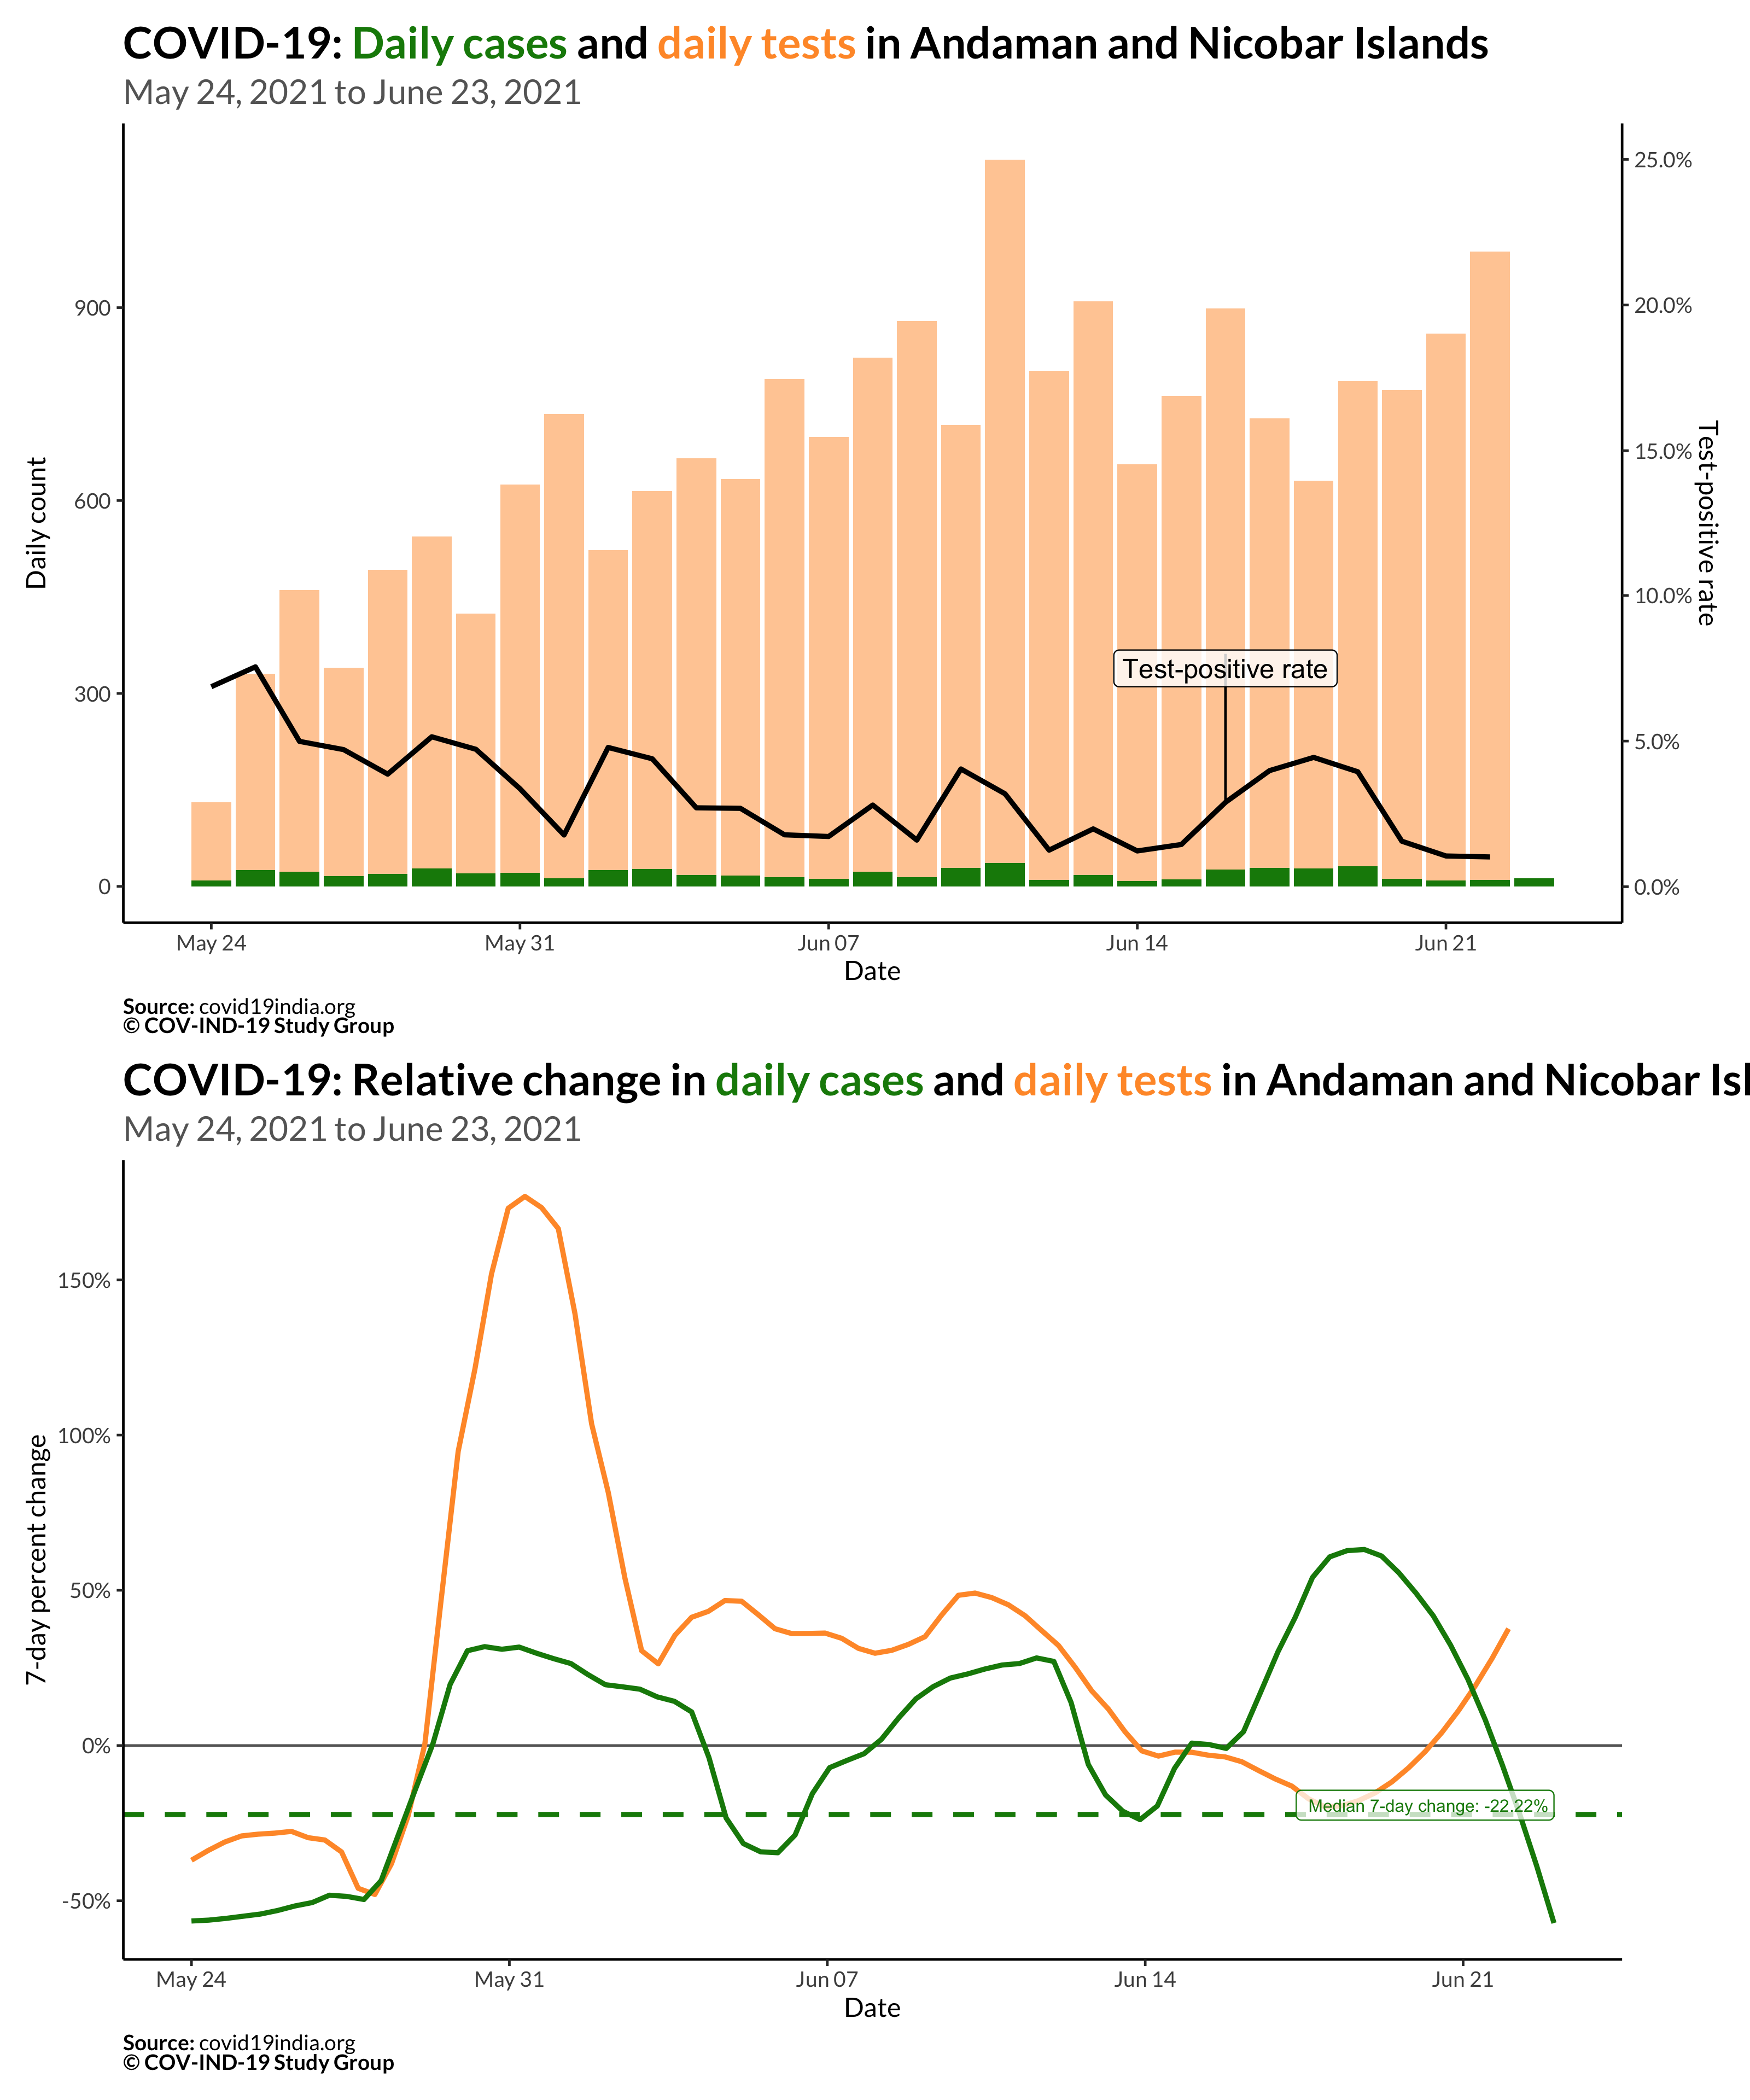 COVID-19: Daily cases and daily tests in Andaman and Nicobar Islands
May 24, 2021 to June 23, 2021
Daily count
900
600
300
0
25.0%
20.0%
15.0%
10.0%
5.0%
0.0%
Test-positive rate
Test-positive rate
May 24
May 31
Jun 07
Jun 14
Jun 21
Date
Source: covid19india.org
© COV-IND-19 Study Group
COVID-19: Relative change in daily cases and daily tests in Andaman and Nicobar Isl
May 24, 2021 to June 23, 2021
7-day percent change
150%
100%
50%
0%
-50%
Median 7-day change: -22.22%
May 24
May 31
Jun 07
Jun 14
Jun 21
Date
Source: covid19india.org
© COV-IND-19 Study Group